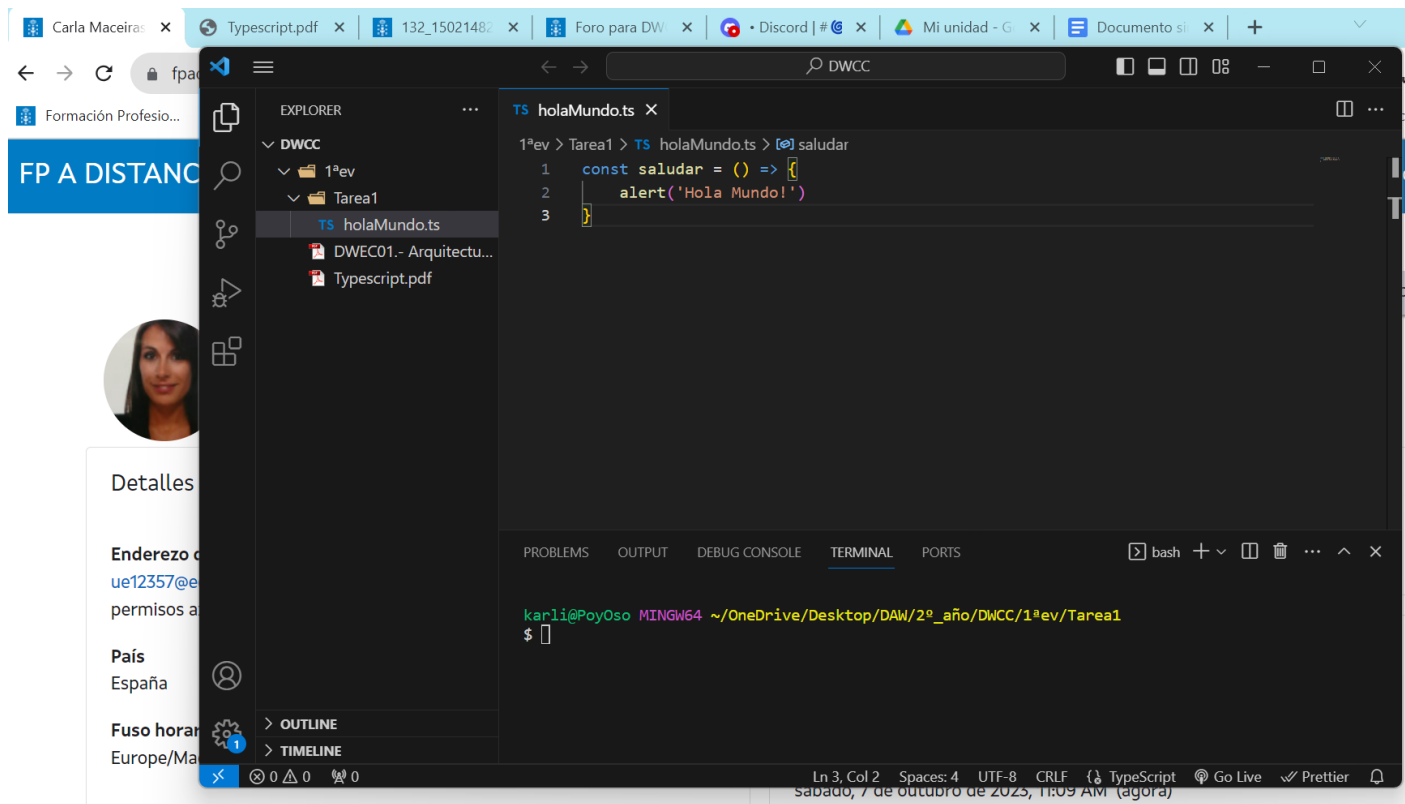 Carla Maceiras
Typescript.pdf
132_15021482
Foro para DW
• Discord | #
Mi unidad - G
Documento si
fpa
DWCC
Formación Profesio...
EXPLORER
TS holaMundo.ts
DWCC
1ªev > Tarea1 > TS holaMundo.ts > saludar
1ªev
1 const saludar = () => {
Tarea1
2 alert('Hola Mundo!')
TS holaMundo.ts
3 }
DWEC01.- Arquitectu...
Typescript.pdf
FP A DISTANC
Detalles
Enderezo
ue12357@e
permisos a
País
España
Fuso horar
Europe/Ma
PROBLEMS OUTPUT DEBUG CONSOLE TERMINAL PORTS
bash
karli@PoyOso MINGW64 ~/OneDrive/Desktop/DAW/2º_año/DWCC/1ªev/Tarea1
$
OUTLINE
TIMELINE
1
0 0 0
Ln 3, Col 2 Spaces: 4 UTF-8 CRLF {} TypeScript Go Live Prettier
sábado, 7 de outubro de 2023, 11:09 AM (agora)